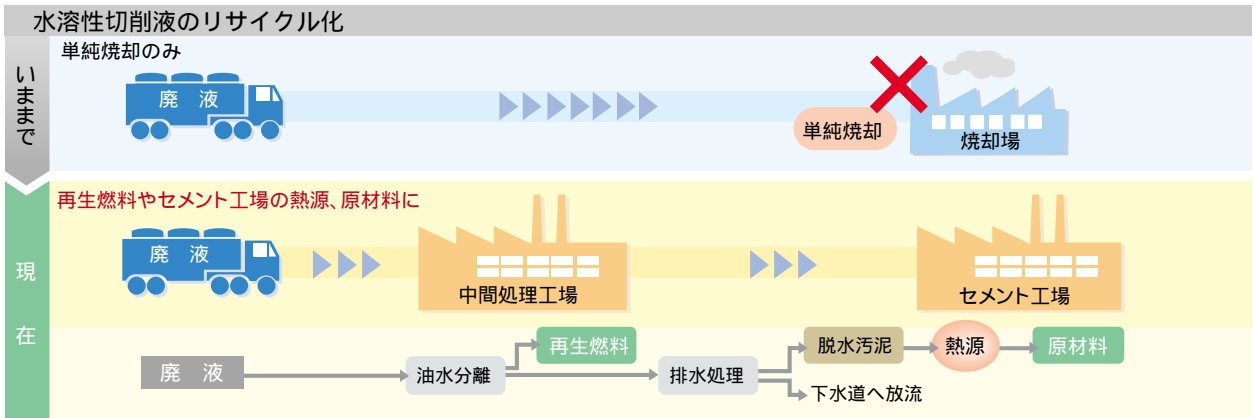 水溶性切削液のリサイクル化
いままで
単純焼却のみ
廃液
単純焼却
焼却場
現在
再生燃料やセメント工場の熱源、原材料に
廃液
中間処理工場
セメント工場
廃液
油水分離
再生燃料
排水処理
脱水汚泥
熱源
原材料
下水道へ放流